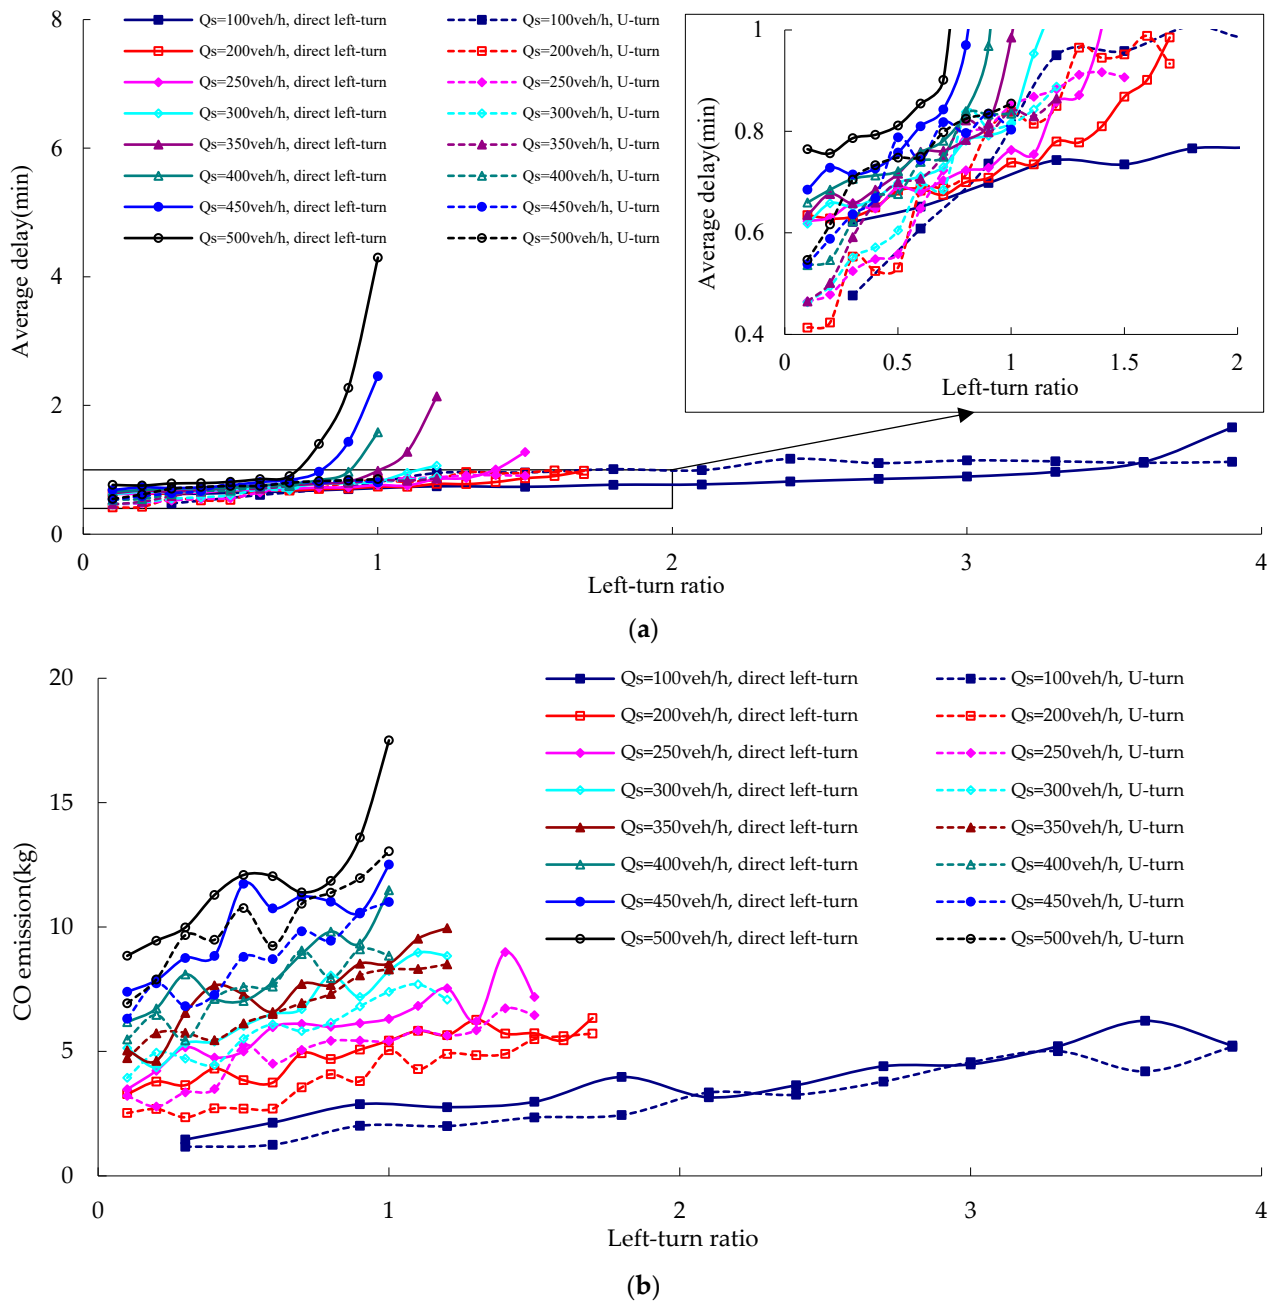 8
6
4
2
0
0
1
2
3
4
Average delay(min)
Left-turn ratio
Qs=100veh/h, direct left-turn
Qs=200veh/h, direct left-turn
Qs=250veh/h, direct left-turn
Qs=300veh/h, direct left-turn
Qs=350veh/h, direct left-turn
Qs=400veh/h, direct left-turn
Qs=450veh/h, direct left-turn
Qs=500veh/h, direct left-turn
Qs=100veh/h, U-turn
Qs=200veh/h, U-turn
Qs=250veh/h, U-turn
Qs=300veh/h, U-turn
Qs=350veh/h, U-turn
Qs=400veh/h, U-turn
Qs=450veh/h, U-turn
Qs=500veh/h, U-turn
1
0.8
0.6
0.4
0
0.5
1
1.5
2
Average delay(min)
Left-turn ratio
(a)
20
15
10
5
0
0
1
2
3
4
CO emission(kg)
Left-turn ratio
Qs=100veh/h, direct left-turn
Qs=200veh/h, direct left-turn
Qs=250veh/h, direct left-turn
Qs=300veh/h, direct left-turn
Qs=350veh/h, direct left-turn
Qs=400veh/h, direct left-turn
Qs=450veh/h, direct left-turn
Qs=500veh/h, direct left-turn
Qs=100veh/h, U-turn
Qs=200veh/h, U-turn
Qs=250veh/h, U-turn
Qs=300veh/h, U-turn
Qs=350veh/h, U-turn
Qs=400veh/h, U-turn
Qs=450veh/h, U-turn
Qs=500veh/h, U-turn
(b)